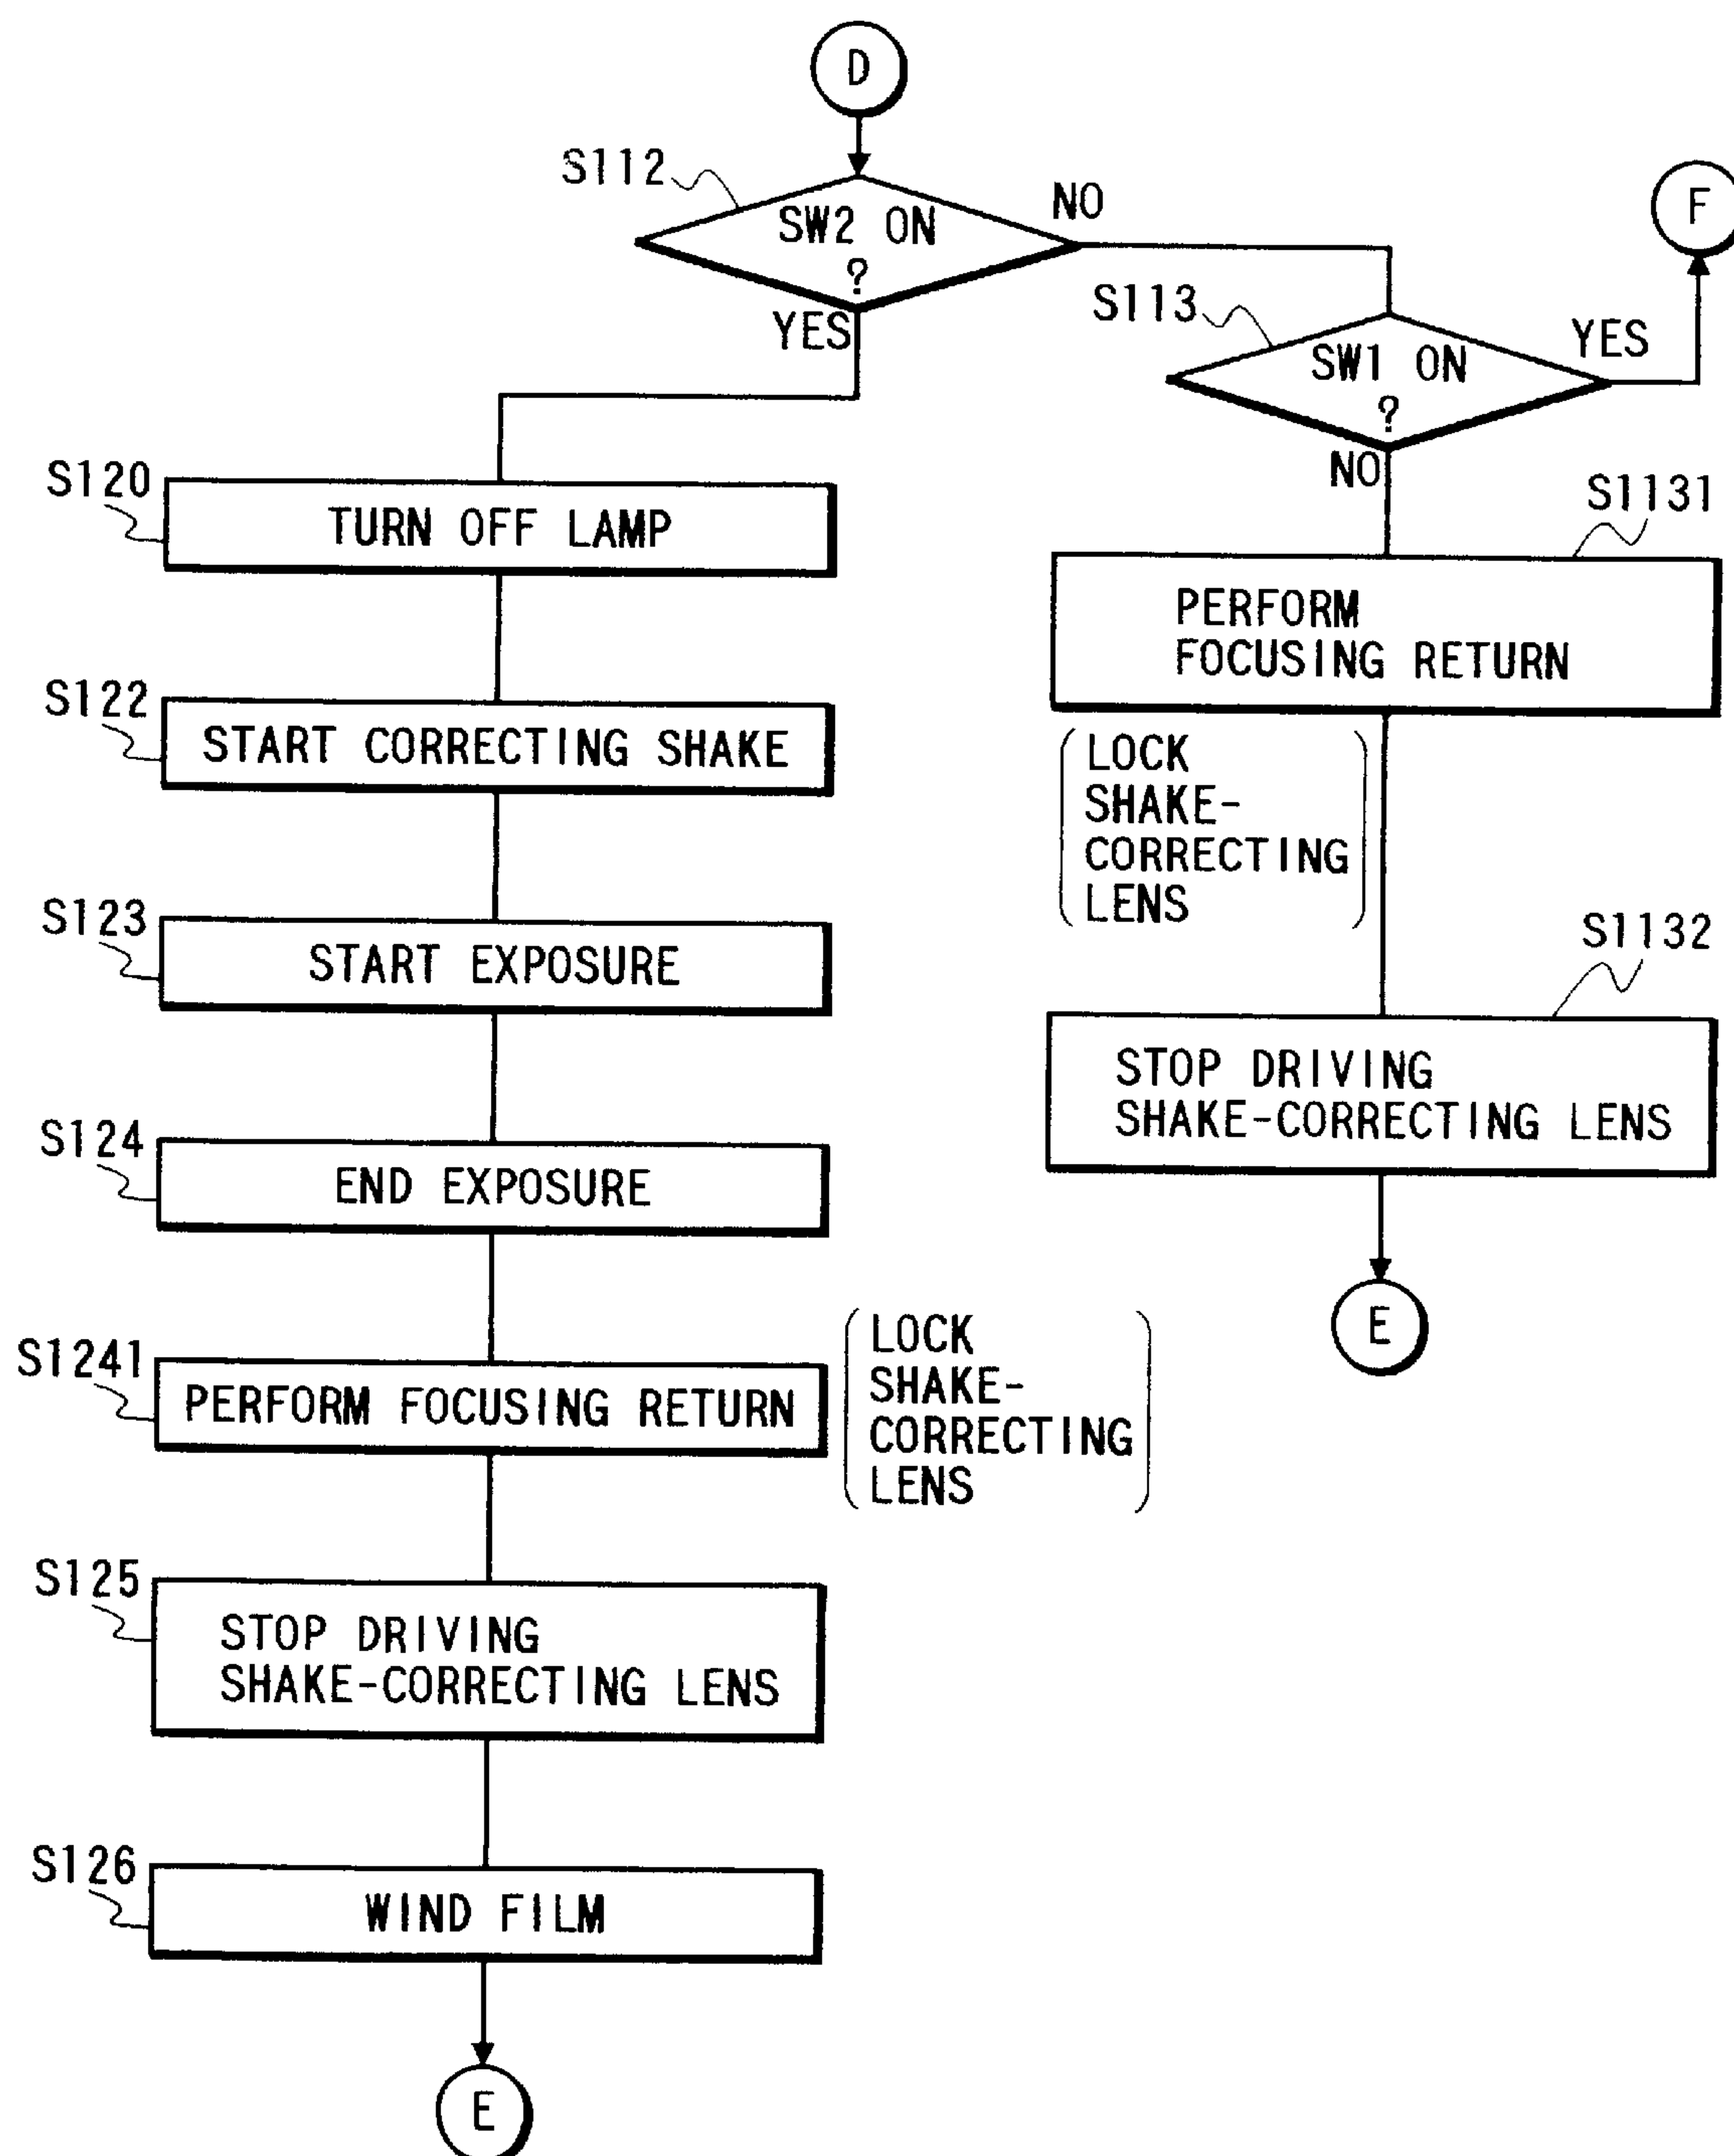 D
S112
SW2 ON
?
NO
YES
F
S113
SW1 ON
?
YES
NO
S120
TURN OFF LAMP
S122
START CORRECTING SHAKE
S123
START EXPOSURE
S124
END EXPOSURE
S1241
PERFORM FOCUSING RETURN
LOCK
SHAKE-
CORRECTING
LENS
S125
STOP DRIVING
SHAKE-CORRECTING LENS
S126
WIND FILM
E
S1131
PERFORM
FOCUSING RETURN
LOCK
SHAKE-
CORRECTING
LENS
S1132
STOP DRIVING
SHAKE-CORRECTING LENS
E